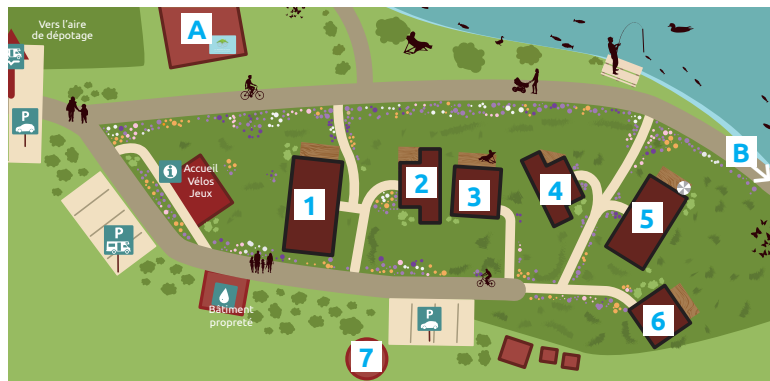 Vers l'aire
de dépotage
A
P
P
i
Accueil
Vélos
Jeux
B
1
2
3
4
5
6
Bâtiment
propreté
P
7